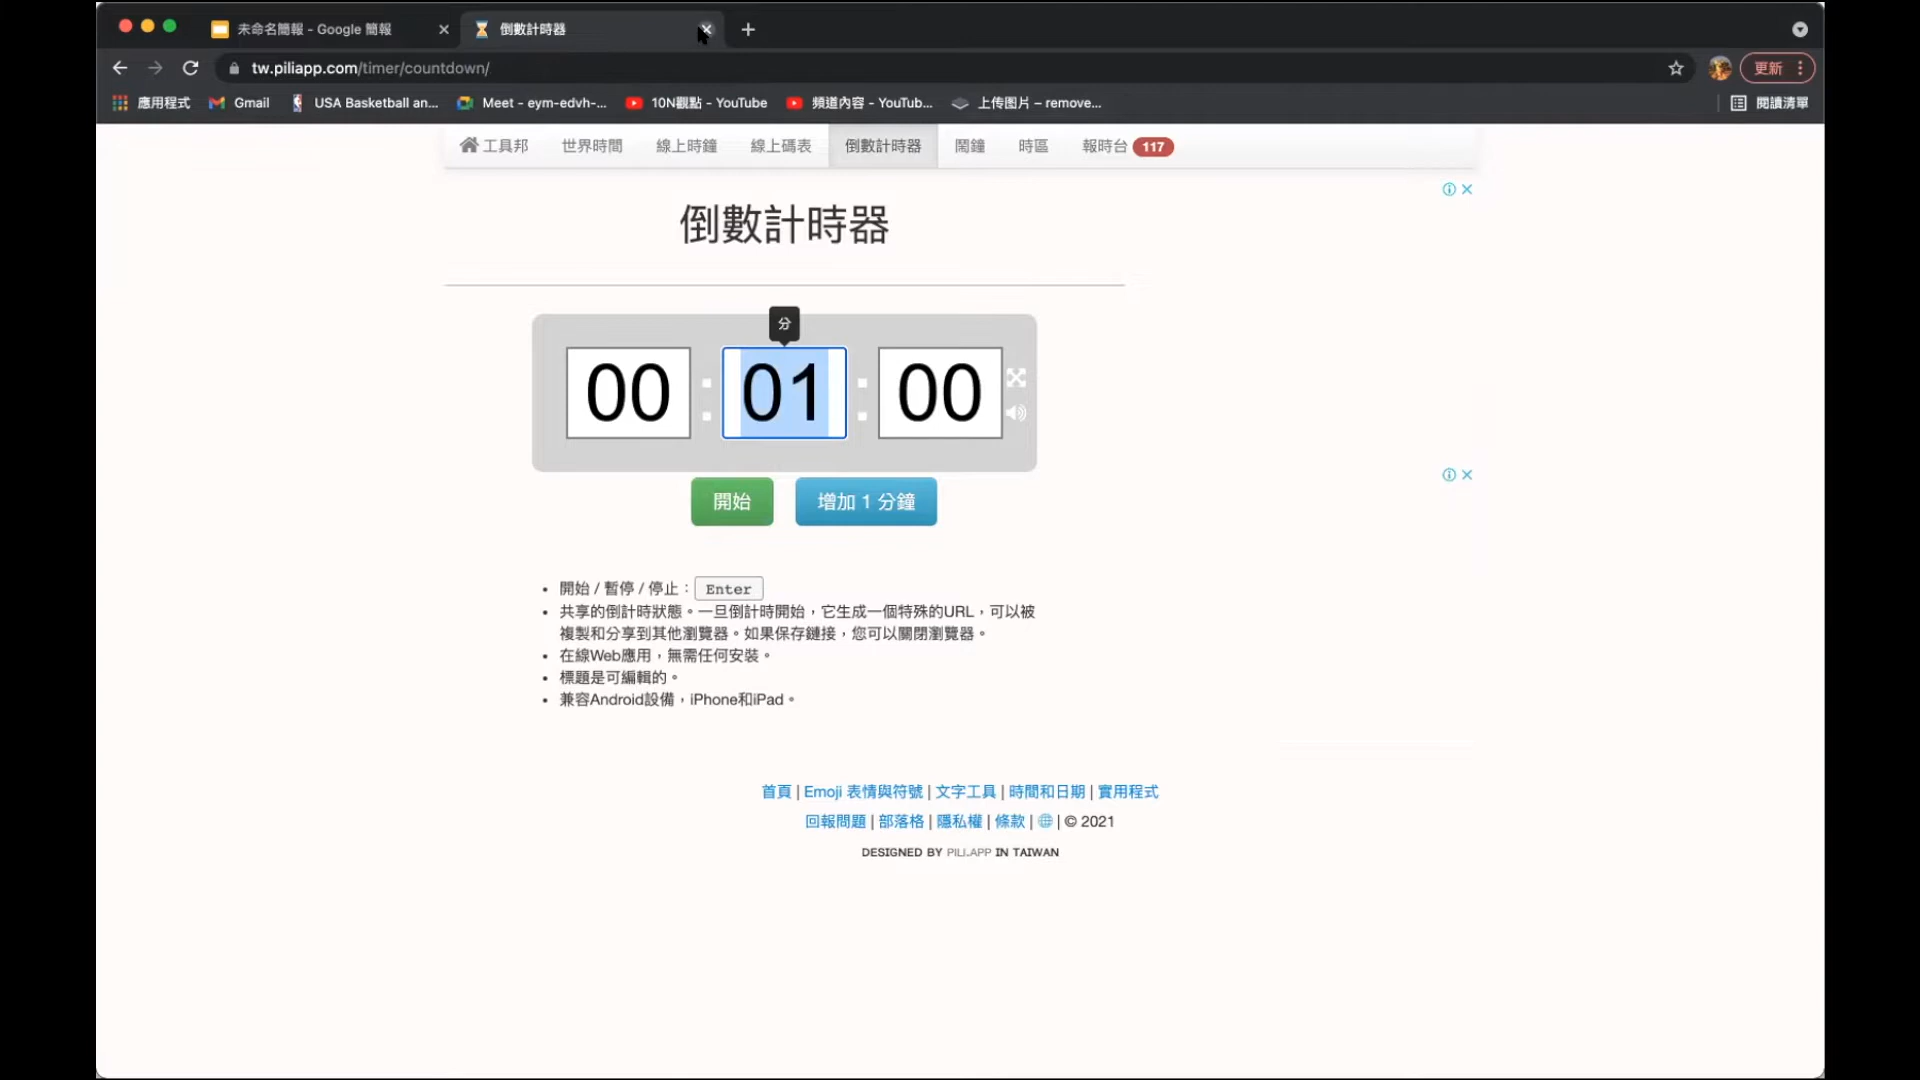 未命名簡報 - Google 簡報
倒數計時器
tw.piliapp.com/timer/countdown/
更新
應用程式
Gmail
USA Basketball an...
Meet - eym-edvh-...
10N觀點 - YouTube
頻道內容 - YouTub...
上传图片 – remove...
閱讀清單
工具邦
世界時間
線上時鐘
線上碼表
倒數計時器
鬧鐘
時區
報時台 117
倒數計時器
分
00 : 01 : 00
開始
增加 1 分鐘
開始 / 暫停 / 停止：Enter
共享的倒計時狀態。一旦倒計時開始，它生成一個特殊的URL，可以被
複製和分享到其他瀏覽器。如果保存鏈接，您可以關閉瀏覽器。
在線Web應用，無需任何安裝。
標題是可編輯的。
兼容Android設備，iPhone和iPad。
首頁 | Emoji 表情與符號 | 文字工具 | 時間和日期 | 實用程式
回報問題 | 部落格 | 隱私權 | 條款 | | © 2021
DESIGNED BY PILI.APP IN TAIWAN